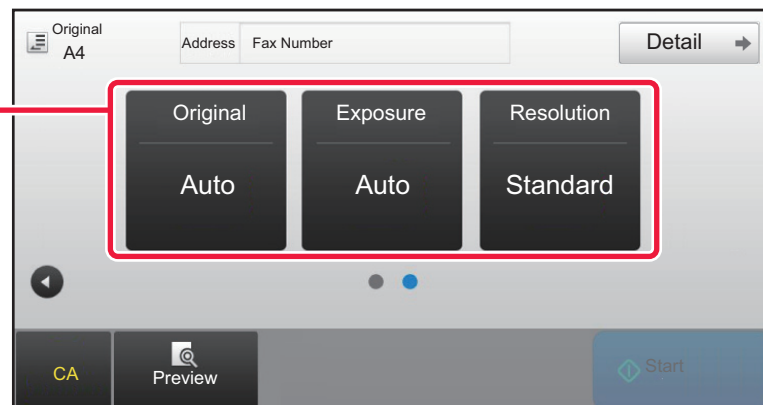 Original
A4
Address
Fax Number
Detail
Original
Exposure
Resolution
Auto
Auto
Standard
CA
Preview
Start